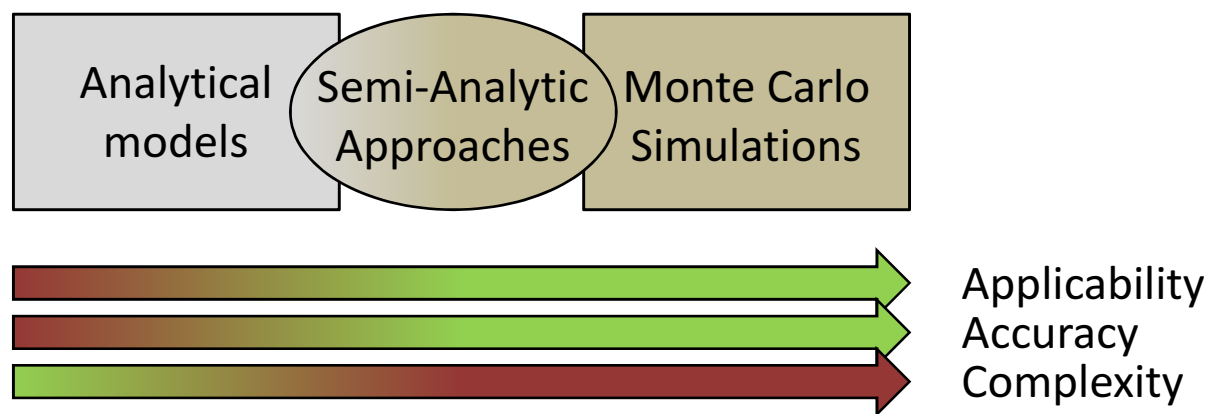 Analytical
models
Semi-Analytic
Approaches
Monte Carlo
Simulations
Applicability
Accuracy
Complexity